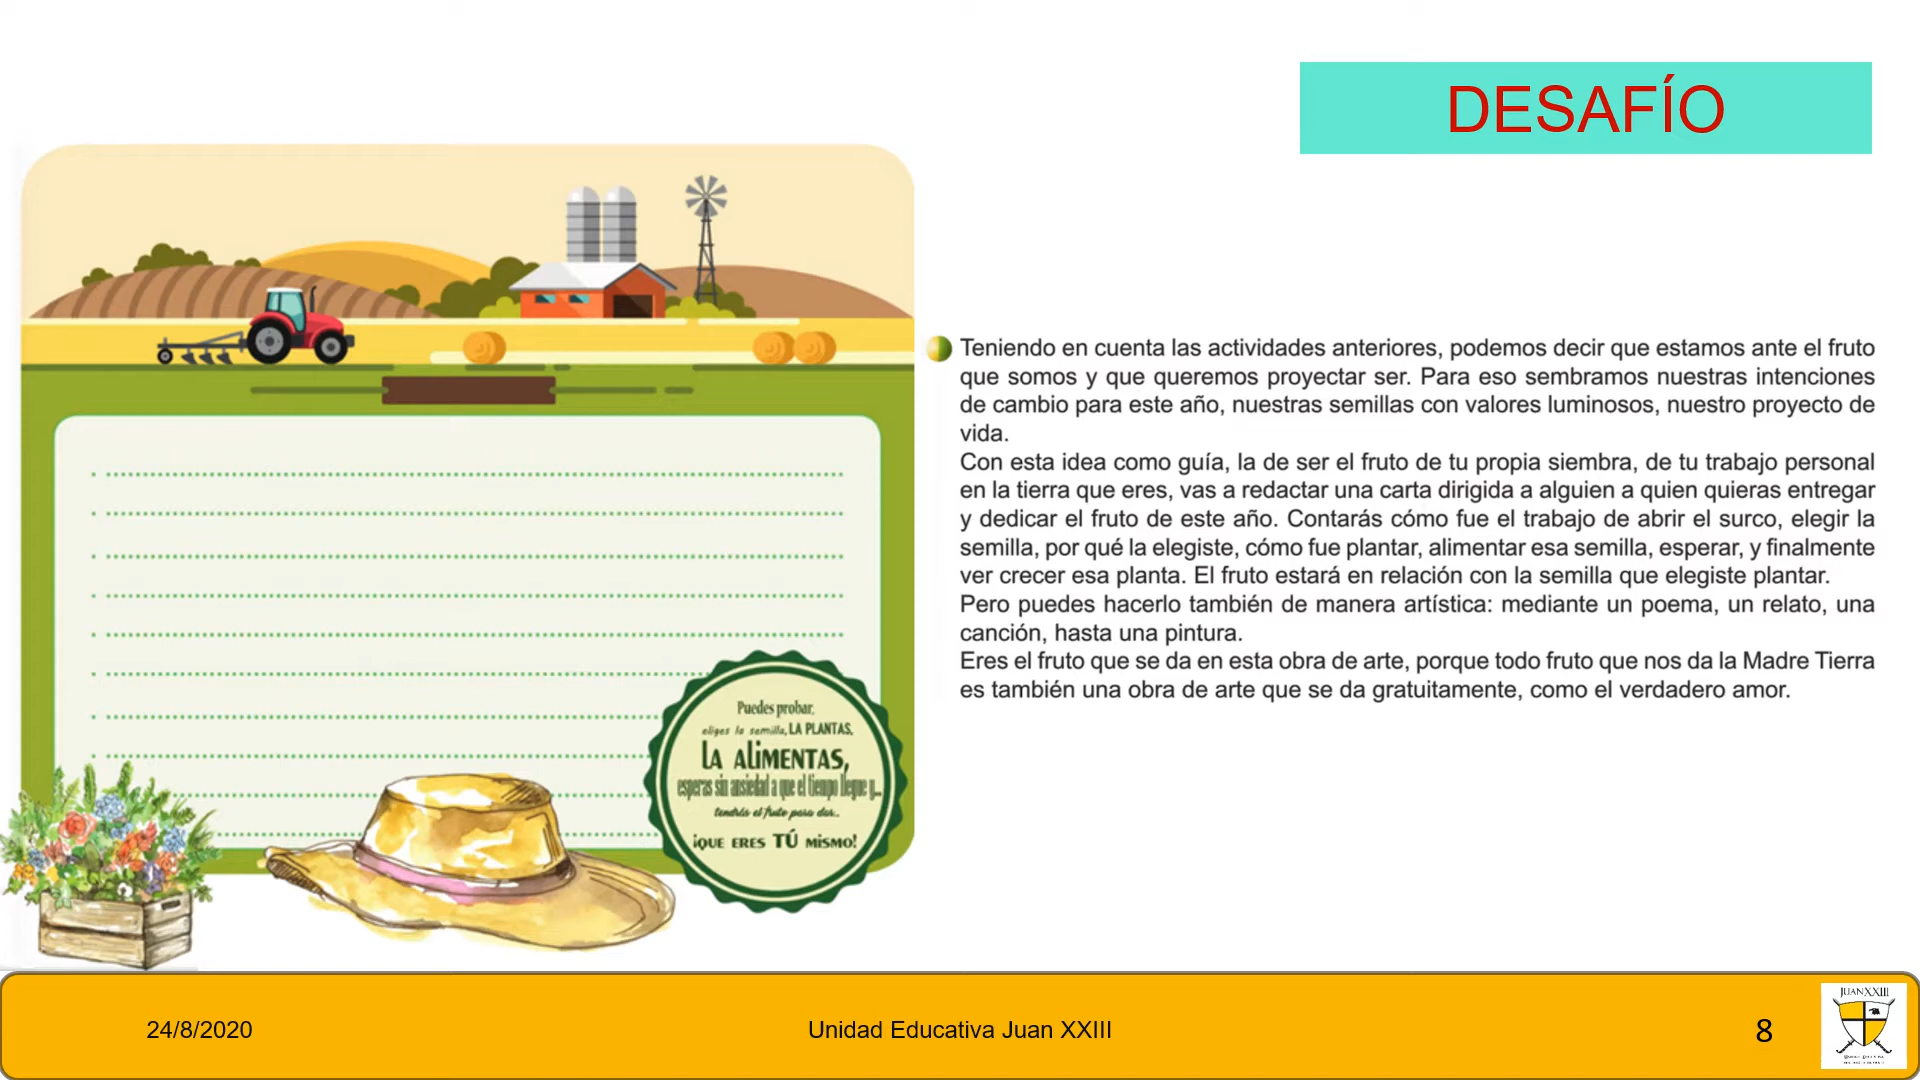 DESAFÍO
Teniendo en cuenta las actividades anteriores, podemos decir que estamos ante el fruto
que somos y que queremos proyectar ser. Para eso sembramos nuestras intenciones
de cambio para este año, nuestras semillas con valores luminosos, nuestro proyecto de
vida.
Con esta idea como guía, la de ser el fruto de tu propia siembra, de tu trabajo personal
en la tierra que eres, vas a redactar una carta dirigida a alguien a quien quieras entregar
y dedicar el fruto de este año. Contarás cómo fue el trabajo de abrir el surco, elegir la
semilla, por qué la elegiste, cómo fue plantar, alimentar esa semilla, esperar, y finalmente
ver crecer esa planta. El fruto estará en relación con la semilla que elegiste plantar.
Pero puedes hacerlo también de manera artística: mediante un poema, un relato, una
canción, hasta una pintura.
Eres el fruto que se da en esta obra de arte, porque todo fruto que nos da la Madre Tierra
es también una obra de arte que se da gratuitamente, como el verdadero amor.
Puedes probar,
eliges la semilla, LA PLANTAS,
LA ALIMENTAS,
esperas sin ansiedad a que el tiempo llegue y...
tendrás el fruto para dar..
¡QUE ERES TÚ MISMO!
24/8/2020
Unidad Educativa Juan XXIII
8
JUAN XXIII